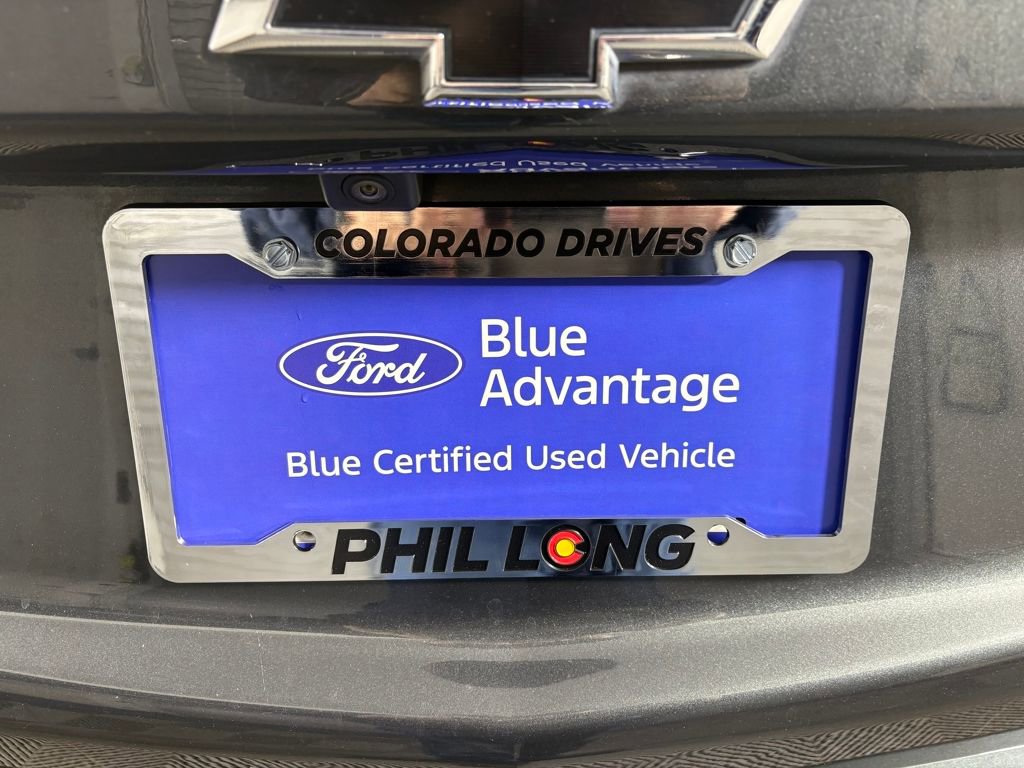 COLORADO DRIVES
Ford
Blue
Advantage
Blue Certified Used Vehicle
PHIL LONG